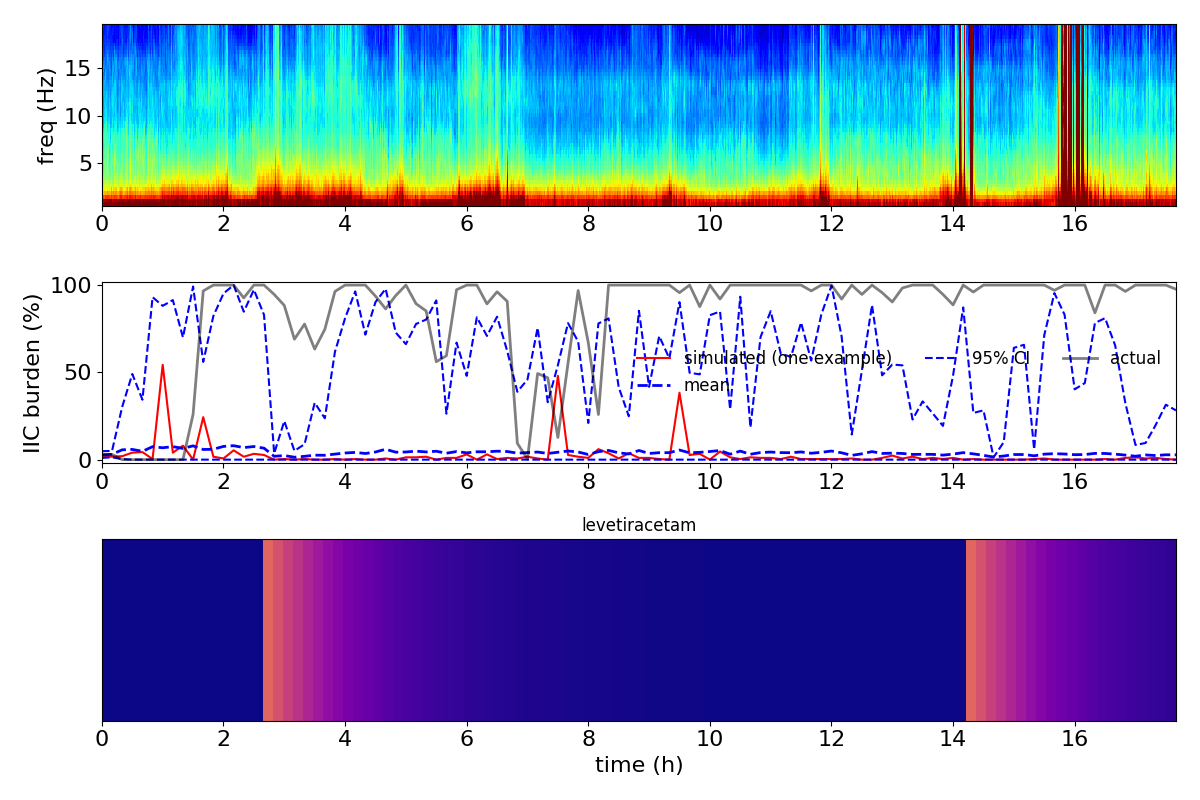 freq (Hz)
15
10
5
0 2 4 6 8 10 12 14 16
IIC burden (%)
100
50
0
simulated (one example) 95% CI actual
mean
0 2 4 6 8 10 12 14 16
levetiracetam
0 2 4 6 8 10 12 14 16
time (h)